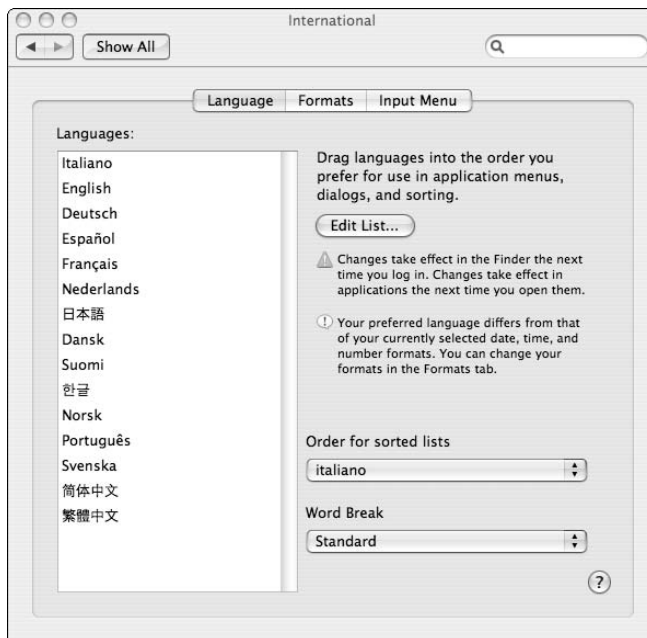 International
Show All
Language Formats Input Menu
Languages:
Italiano
English
Deutsch
Español
Français
Nederlands
日本語
Dansk
Suomi
한글
Norsk
Português
Svenska
简体中文
繁體中文
Drag languages into the order you
prefer for use in application menus,
dialogs, and sorting.
Edit List...
Changes take effect in the Finder the next
time you log in. Changes take effect in
applications the next time you open them.
Your preferred language differs from that
of your currently selected date, time, and
number formats. You can change your
formats in the Formats tab.
Order for sorted lists
italiano
Word Break
Standard
?